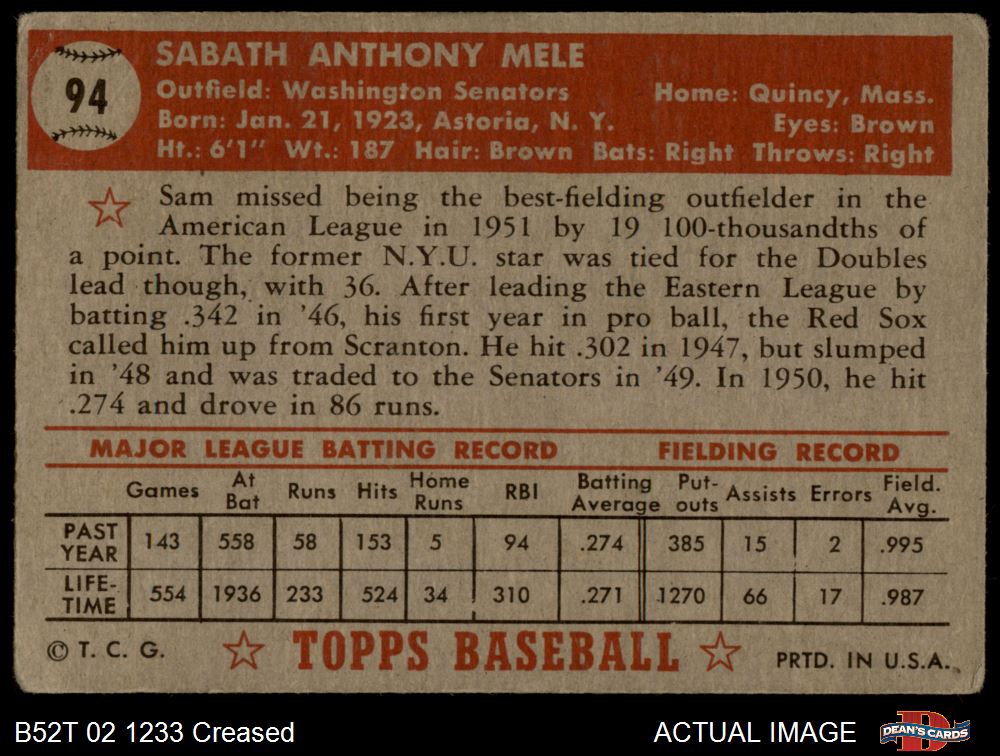 94
SABATH ANTHONY MELE
Outfield: Washington Senators Home: Quincy, Mass.
Born: Jan. 21, 1923, Astoria, N. Y. Eyes: Brown
Ht.: 6'1" Wt.: 187 Hair: Brown Bats: Right Throws: Right
Sam missed being the best-fielding outfielder in the
American League in 1951 by 19 100-thousandths of
a point. The former N.Y.U. star was tied for the Doubles
lead though, with 36. After leading the Eastern League by
batting .342 in '46, his first year in pro ball, the Red Sox
called him up from Scranton. He hit .302 in 1947, but slumped
in '48 and was traded to the Senators in '49. In 1950, he hit
.274 and drove in 86 runs.
MAJOR LEAGUE BATTING RECORD FIELDING RECORD
Games At Bat Runs Hits Home Runs RBI Batting Average Put-outs Assists Errors Field. Avg.
PAST YEAR 143 558 58 153 5 94 .274 385 15 2 .995
LIFE-TIME 554 1936 233 524 34 310 .271 1270 66 17 .987
© T. C. G. TOPPS BASEBALL PRTD. IN U.S.A.
B52T 02 1233 Creased ACTUAL IMAGE DEAN'S CARDS